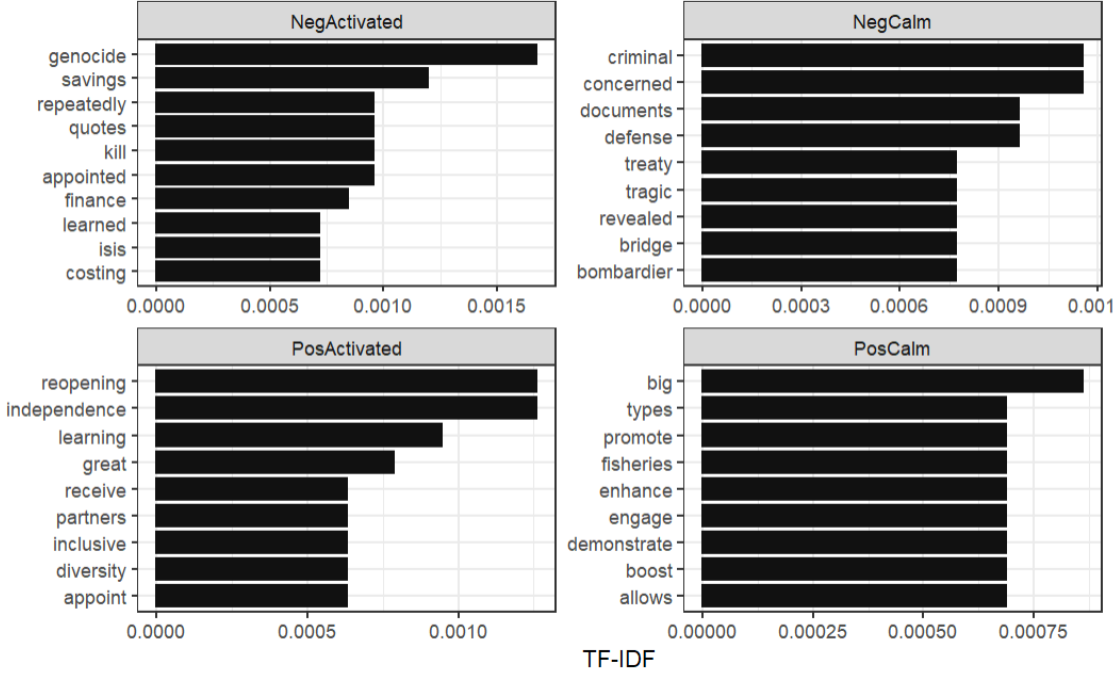 NegActivated
genocide
savings
repeatedly
quotes
kill
appointed
finance
learned
isis
costing
0.0000 0.0005 0.0010 0.0015
NegCalm
criminal
concerned
documents
defense
treaty
tragic
revealed
bridge
bombardier
0.0000 0.0003 0.0006 0.0009 0.001
PosActivated
reopening
independence
learning
great
receive
partners
inclusive
diversity
appoint
0.0000 0.0005 0.0010
PosCalm
big
types
promote
fisheries
enhance
engage
demonstrate
boost
allows
0.00000 0.00025 0.00050 0.00075
TF-IDF